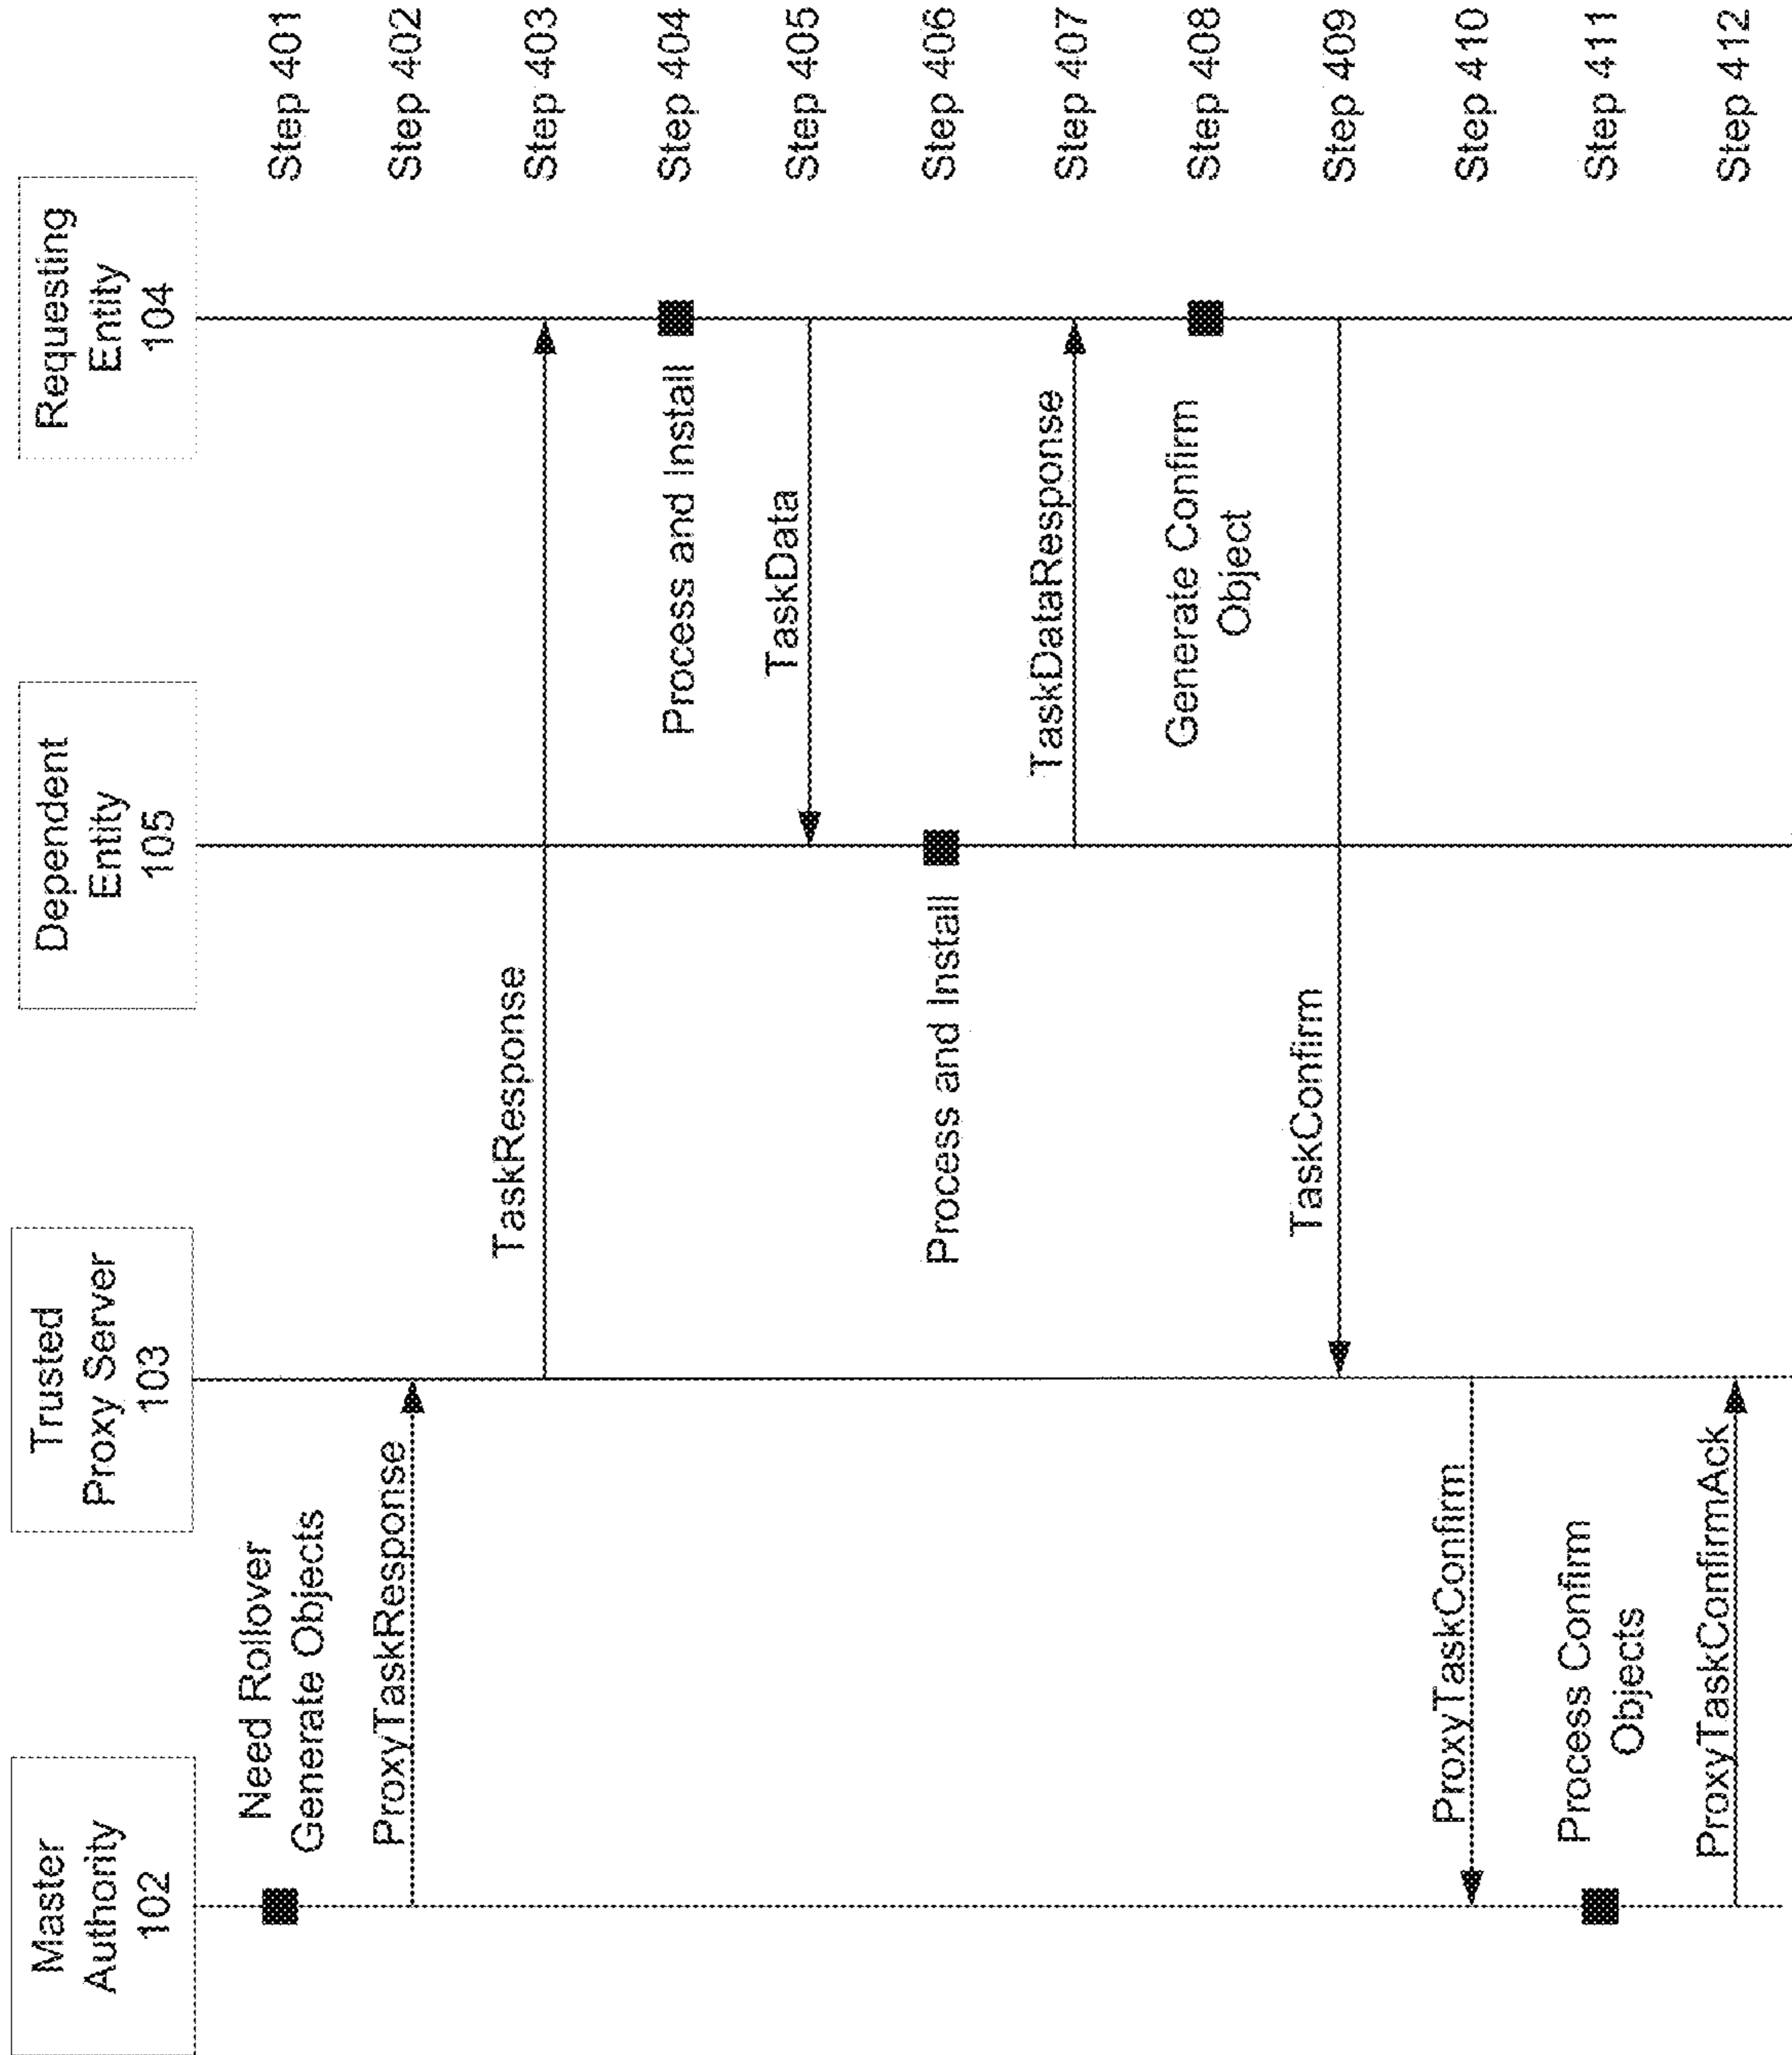 Master
Authority
102
Trusted
Proxy Server
103
Dependent
Entity
105
Requesting
Entity
104
Need Rollover
Generate Objects
Step 401
ProxyTaskResponse
Step 402
TaskResponse
Step 403
Process and Install
Step 404
TaskData
Step 405
Process and Install
Step 406
TaskDataResponse
Step 407
Generate Confirm
Object
Step 408
TaskConfirm
Step 409
ProxyTaskConfirm
Step 410
Process Confirm
Objects
Step 411
ProxyTaskConfirmAck
Step 412